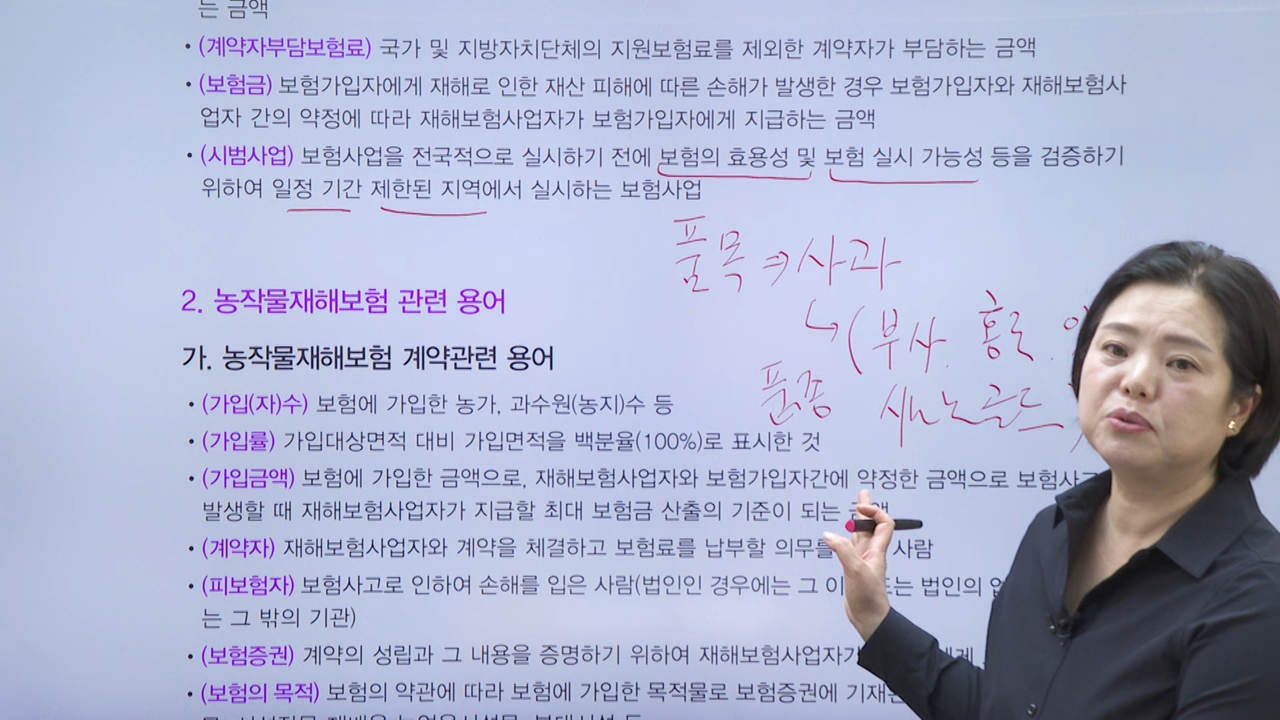 는 금액
• (계약자부담보험료) 국가 및 지방자치단체의 지원보험료를 제외한 계약자가 부담하는 금액
• (보험금) 보험가입자에게 재해로 인한 재산 피해에 따른 손해가 발생한 경우 보험가입자와 재해보험사
업자 간의 약정에 따라 재해보험사업자가 보험가입자에게 지급하는 금액
• (시범사업) 보험사업을 전국적으로 실시하기 전에 보험의 효용성 및 보험 실시 가능성 등을 검증하기
위하여 일정 기간 제한된 지역에서 실시하는 보험사업
품목 → 사과
↳ (부사. 홍로.
품종 시나노골드
2. 농작물재해보험 관련 용어
가. 농작물재해보험 계약관련 용어
• (가입(자)수) 보험에 가입한 농가, 과수원(농지)수 등
• (가입률) 가입대상면적 대비 가입면적을 백분율(100%)로 표시한 것
• (가입금액) 보험에 가입한 금액으로, 재해보험사업자와 보험가입자간에 약정한 금액으로
발생할 때 재해보험사업자가 지급할 최대 보험금 산출의 기준이 되는 금액
• (계약자) 재해보험사업자와 계약을 체결하고 보험료를 납부할 의무를 사람
• (피보험자) 보험사고로 인하여 손해를 입은 사람(법인인 경우에는 그 법인의
는 그 밖의 기관)
• (보험증권) 계약의 성립과 그 내용을 증명하기 위하여 재해보험사업자가
• (보험의 목적) 보험의 약관에 따라 보험에 가입한 목적물로 보험증권에